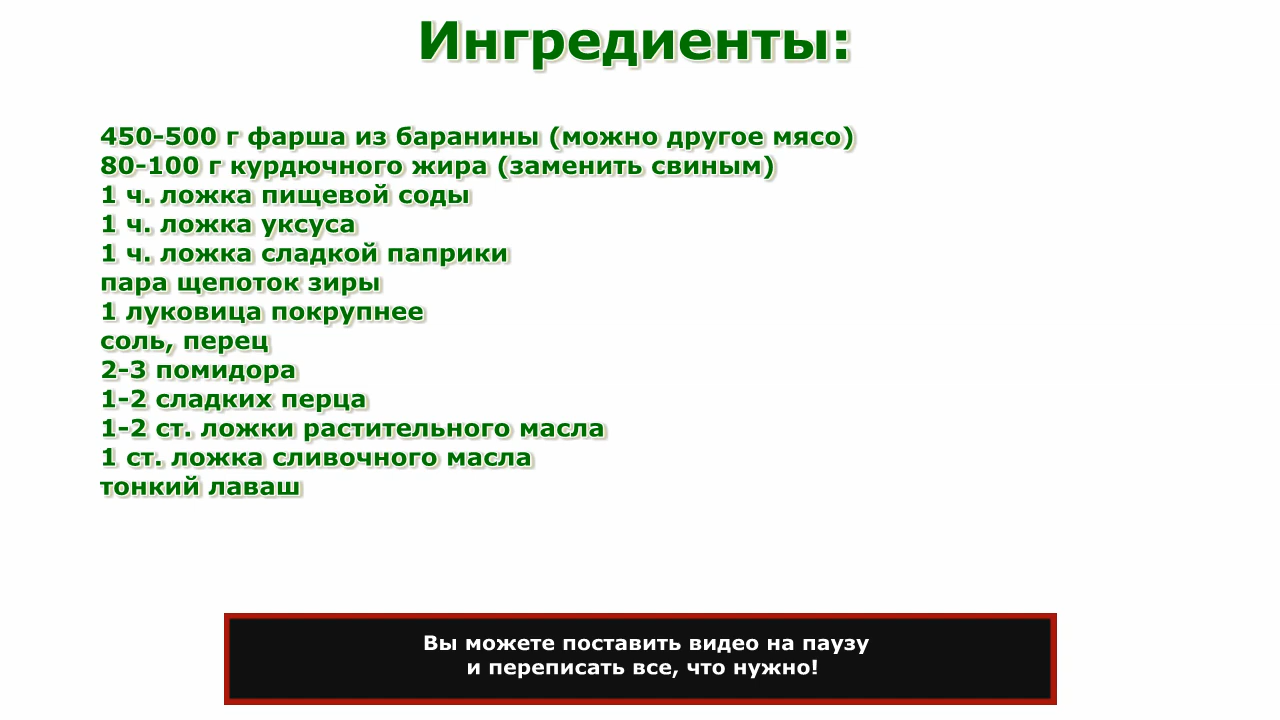 Ингредиенты:
450-500 г фарша из баранины (можно другое мясо)
80-100 г курдючного жира (заменить свиным)
1 ч. ложка пищевой соды
1 ч. ложка уксуса
1 ч. ложка сладкой паприки
пара щепоток зиры
1 луковица покрупнее
соль, перец
2-3 помидора
1-2 сладких перца
1-2 ст. ложки растительного масла
1 ст. ложка сливочного масла
тонкий лаваш
Вы можете поставить видео на паузу
и переписать все, что нужно!